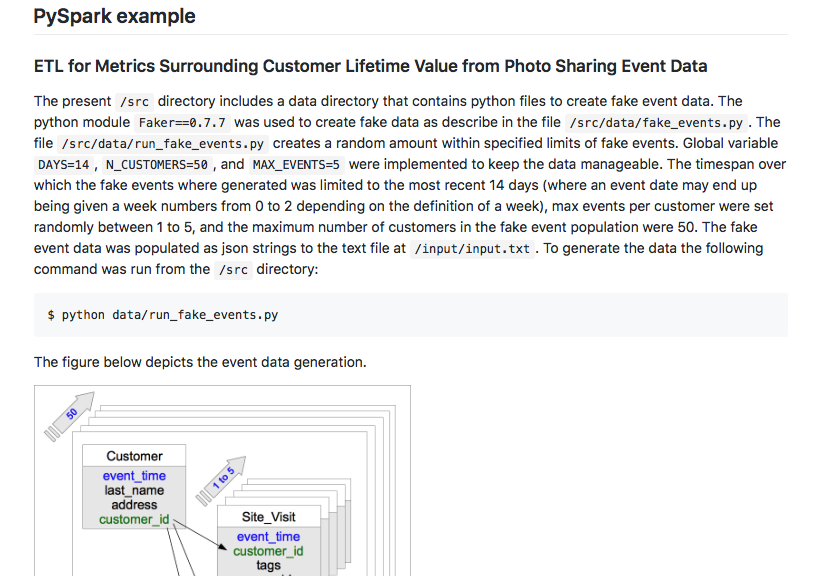 PySpark example
ETL for Metrics Surrounding Customer Lifetime Value from Photo Sharing Event Data
The present /src directory includes a data directory that contains python files to create fake event data. The
python module Faker==0.7.7 was used to create fake data as describe in the file /src/data/fake_events.py . The
file /src/data/run_fake_events.py creates a random amount within specified limits of fake events. Global variable
DAYS=14 , N_CUSTOMERS=50 , and MAX_EVENTS=5 were implemented to keep the data manageable. The timespan over
which the fake events where generated was limited to the most recent 14 days (where an event date may end up
being given a week numbers from 0 to 2 depending on the definition of a week), max events per customer were set
randomly between 1 to 5, and the maximum number of customers in the fake event population were 50. The fake
event data was populated as json strings to the text file at /input/input.txt . To generate the data the following
command was run from the /src directory:
$ python data/run_fake_events.py
The figure below depicts the event data generation.
50
Customer
event_time
last_name
address
customer_id
1 to 5
Site_Visit
event_time
customer_id
tags